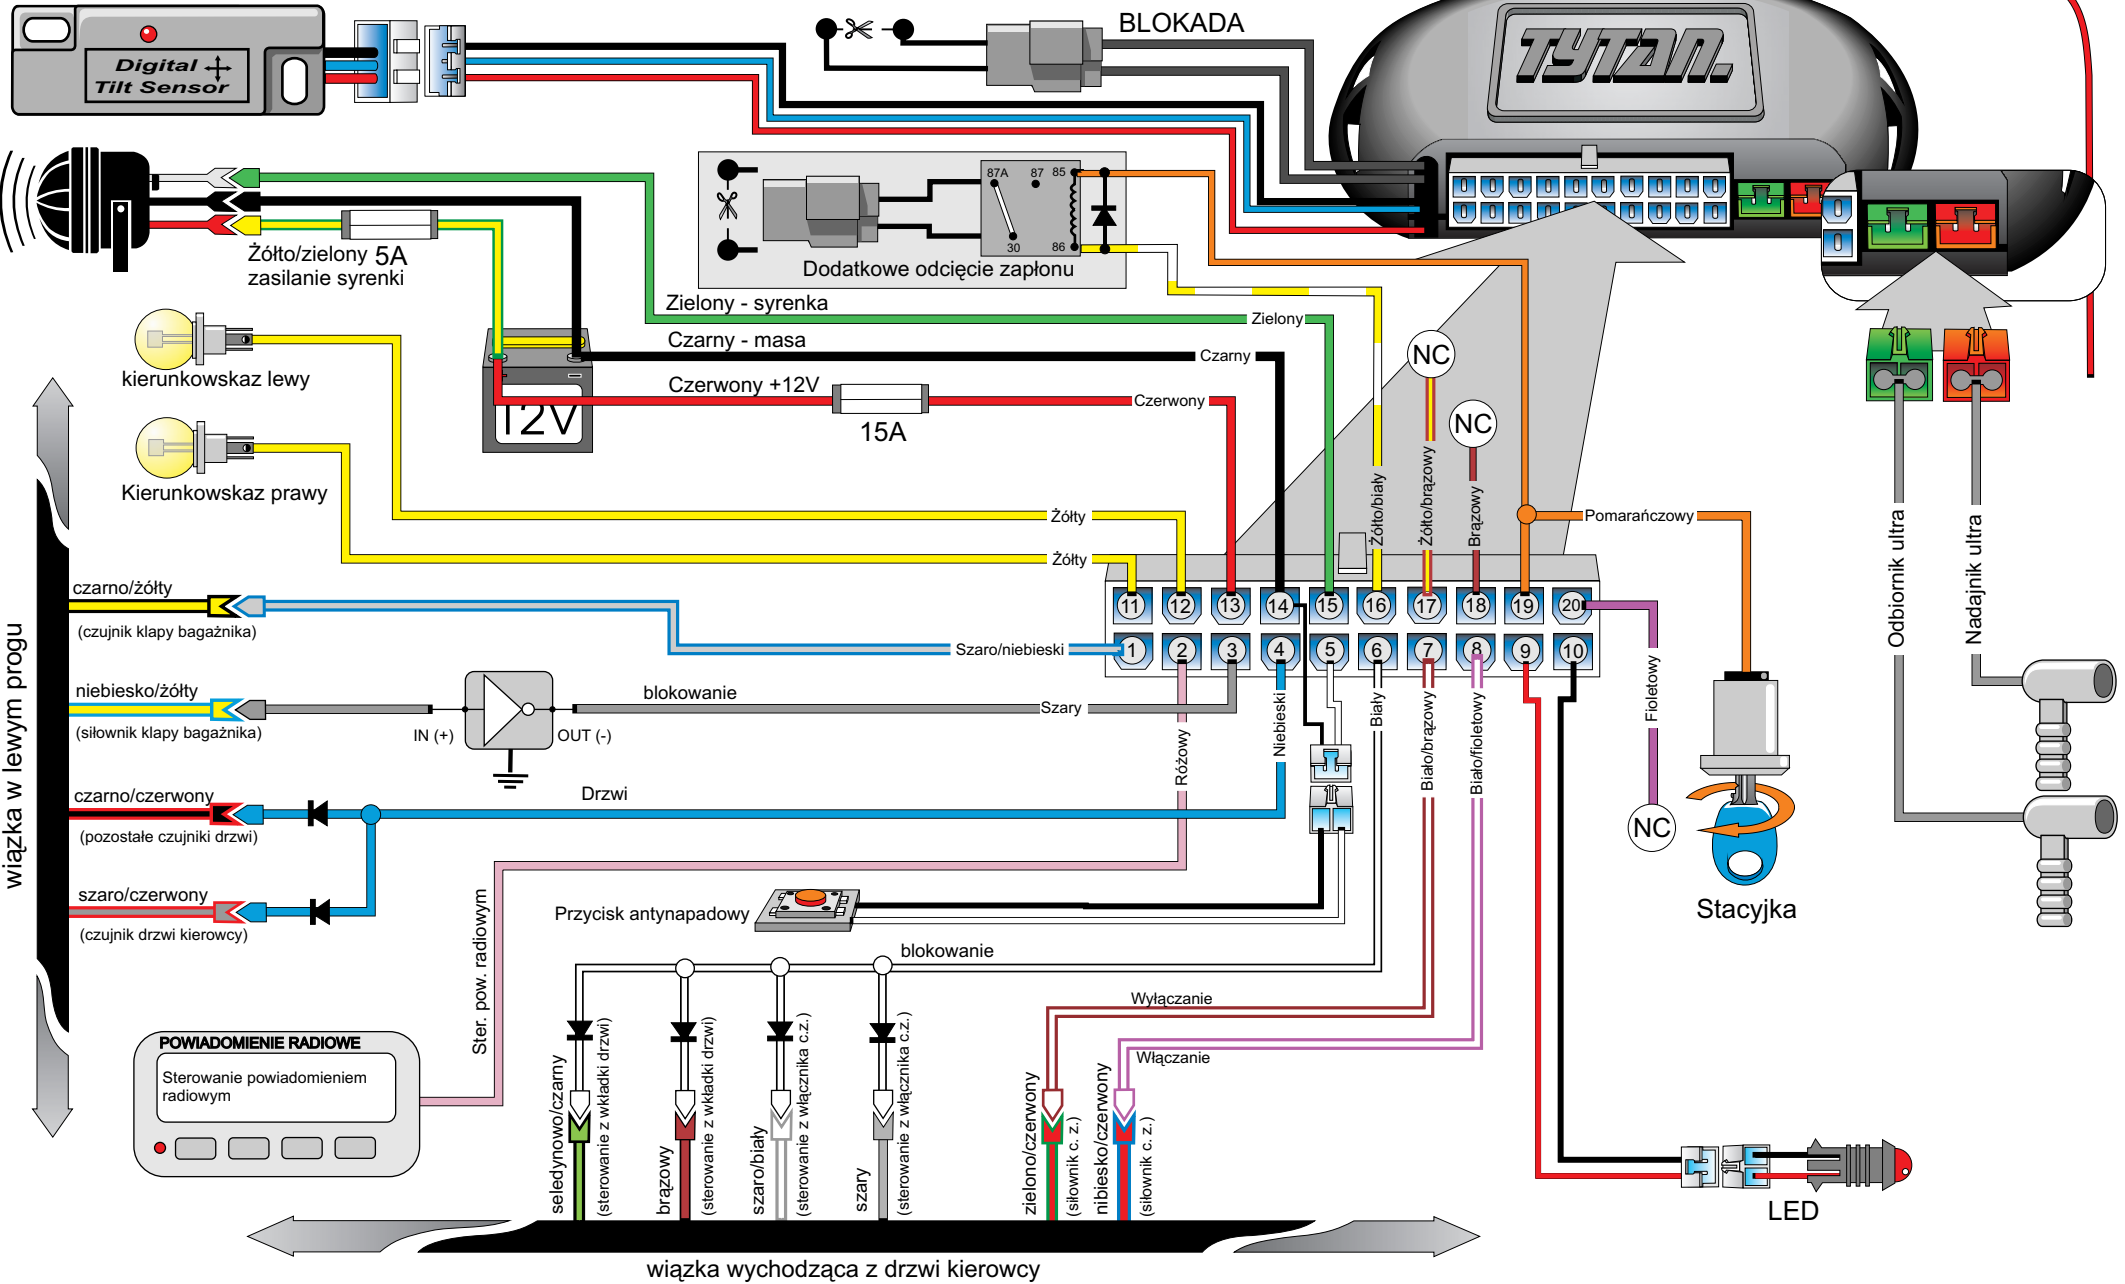 Digital
Tilt Sensor
BLOKADA
TYTAN.
Żółto/zielony 5A
zasilanie syrenki
87A
87
85
30
86
Dodatkowe odcięcie zapłonu
Zielony - syrenka
Zielony
Czarny - masa
Czarny
Czerwony +12V
Czerwony
15A
12V
kierunkowskaz lewy
Kierunkowskaz prawy
Żółty
Żółty
NC
NC
Żółto/biały
Żółto/brązowy
Brązowy
Pomarańczowy
Odbiornik ultra
Nadajnik ultra
11
12
13
14
15
16
17
18
19
20
1
2
3
4
5
6
7
8
9
10
wiązka w lewym progu
czarno/żółty
(czujnik klapy bagażnika)
Szaro/niebieski
niebiesko/żółty
(siłownik klapy bagażnika)
IN (+)
OUT (-)
blokowanie
Szary
czarno/czerwony
(pozostałe czujniki drzwi)
Drzwi
szaro/czerwony
(czujnik drzwi kierowcy)
Różowy
Niebieski
Biały
Biało/brązowy
Biało/fioletowy
Fioletowy
NC
Stacyjka
Przycisk antynapadowy
Ster. pow. radiowym
blokowanie
Wyłączanie
Włączanie
POWIADOMIENIE RADIOWE
Sterowanie powiadomieniem
radiowym
seledynowo/czarny
(sterowanie z wkładki drzwi)
brązowy
(sterowanie z wkładki drzwi)
szaro/biały
(sterowanie z włącznika c.z.)
szary
(sterowanie z włącznika c.z.)
zielono/czerwony
(siłownik c. z.)
nibiesko/czerwony
(siłownik c. z.)
LED
wiązka wychodząca z drzwi kierowcy